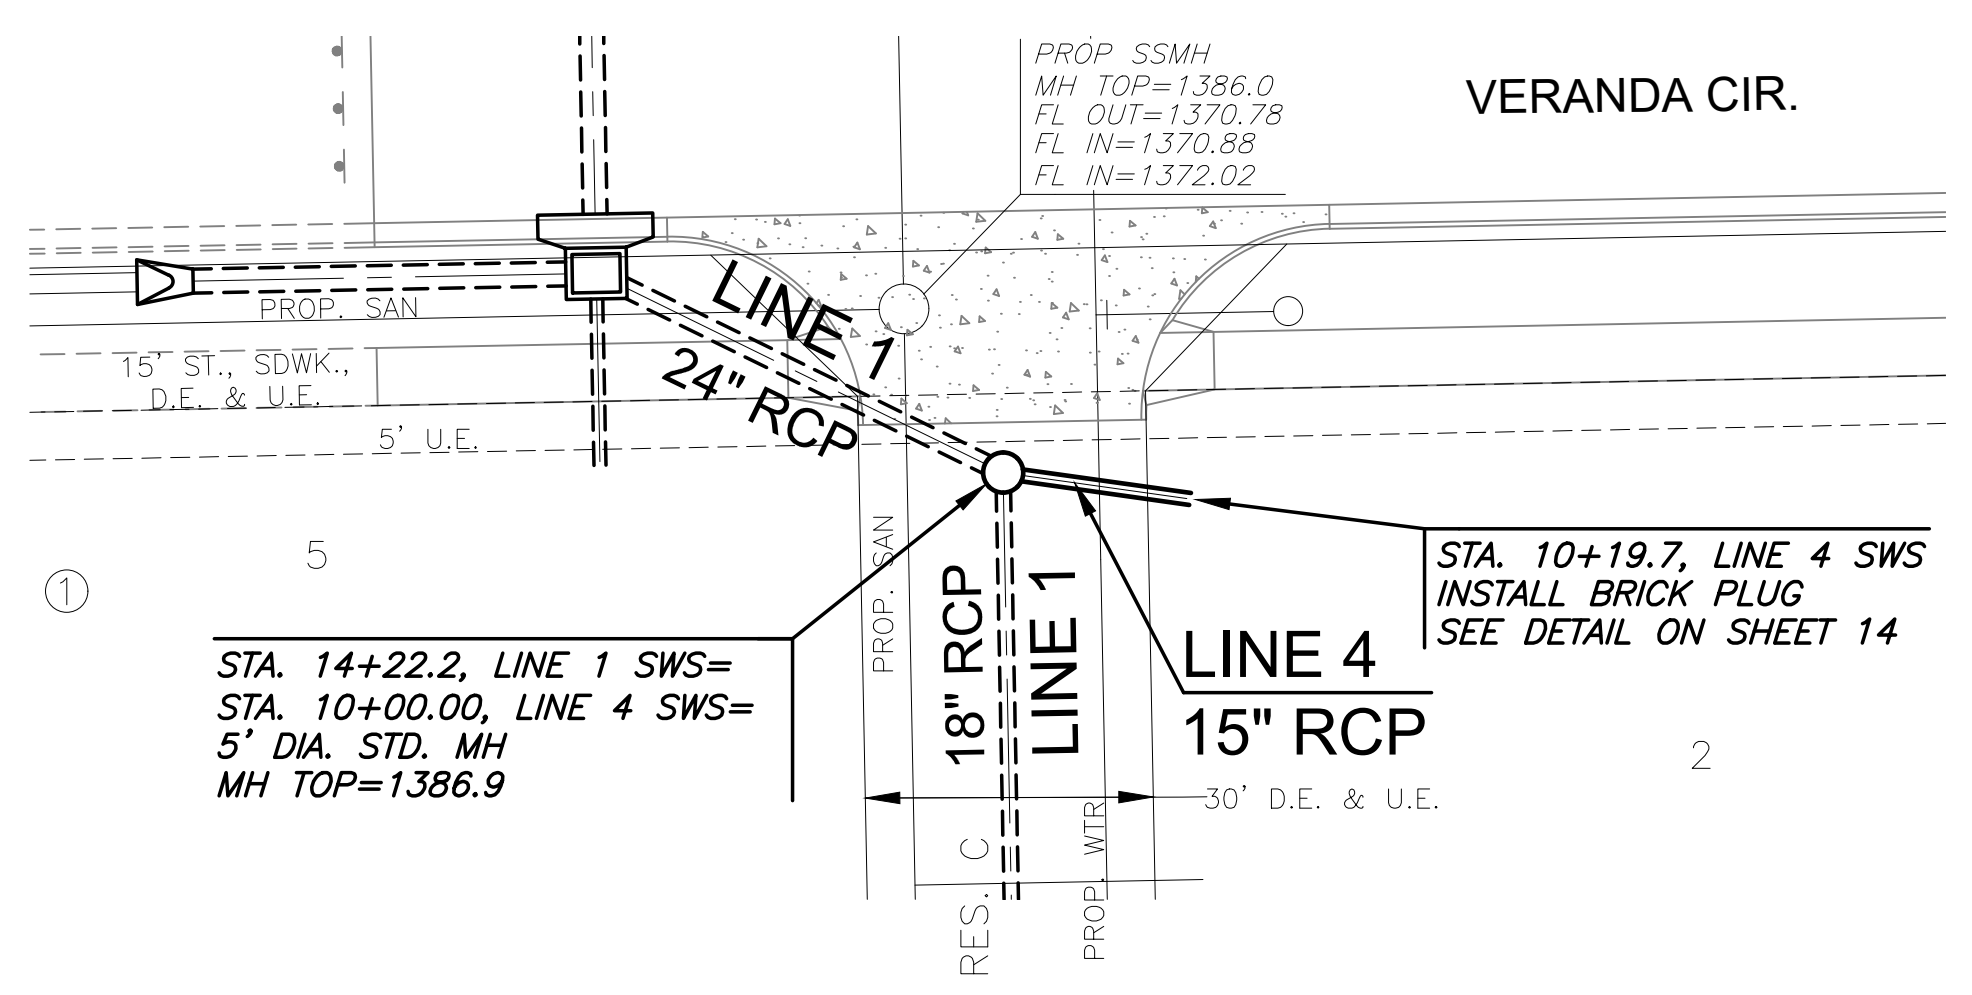 PROP SSMH
MH TOP=1386.0
FL OUT=1370.78
FL IN=1370.88
FL IN=1372.02
VERANDA CIR.
PROP. SAN
LINE 1
24" RCP
15' ST., SDWK.,
D.E. & U.E.
5' U.E.
5
1
STA. 14+22.2, LINE 1 SWS=
STA. 10+00.00, LINE 4 SWS=
5' DIA. STD. MH
MH TOP=1386.9
PROP. SAN
18" RCP
LINE 1
LINE 4
15" RCP
STA. 10+19.7, LINE 4 SWS
INSTALL BRICK PLUG
SEE DETAIL ON SHEET 14
2
30' D.E. & U.E.
RES. C
PROP. WTR